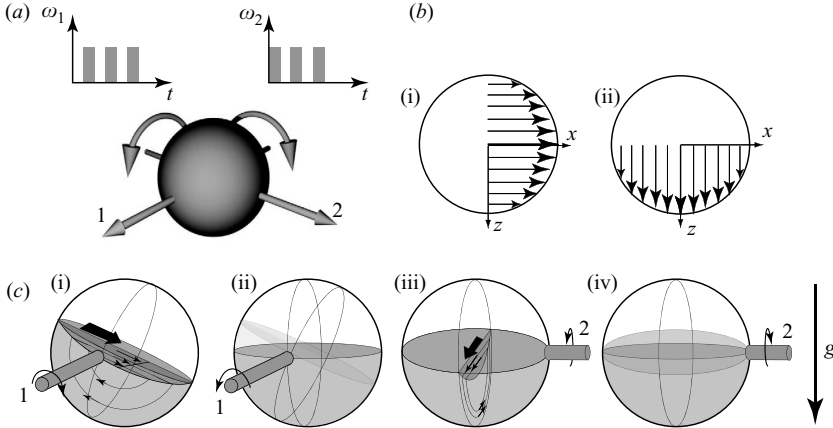 (a)
ω1
t
ω2
t
1
2
(b)
(i)
x
z
(ii)
x
z
(c)
(i)
1
(ii)
1
(iii)
2
(iv)
2
g